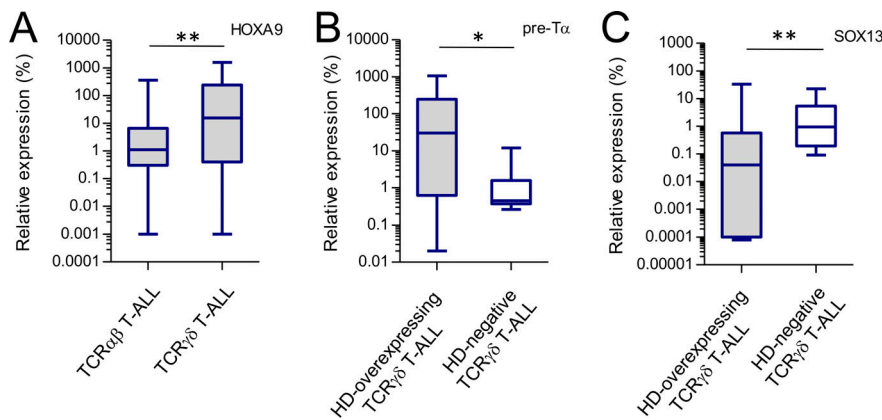 A
HOXA9
**
Relative expression (%)
10000
1000
100
10
1
0.1
0.01
0.001
0.0001
TCRαβ T-ALL
TCRγδ T-ALL
B
pre-Tα
*
Relative expression (%)
10000
1000
100
10
1
0.1
0.01
HD-overexpressing
TCRγδ T-ALL
HD-negative
TCRγδ T-ALL
C
SOX13
**
Relative expression (%)
1000
100
10
1
0.1
0.01
0.001
0.0001
0.00001
HD-overexpressing
TCRγδ T-ALL
HD-negative
TCRγδ T-ALL